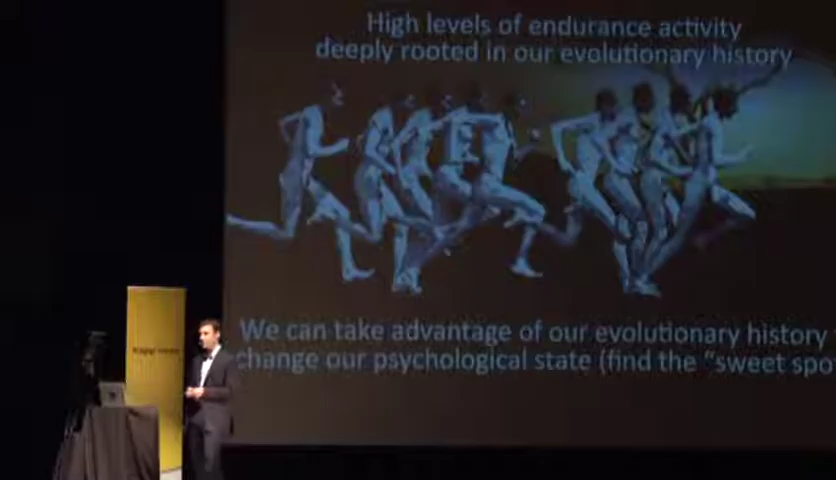 High levels of endurance activity
deeply rooted in our evolutionary history
We can take advantage of our evolutionary history
change our psychological state (find the "sweet spo